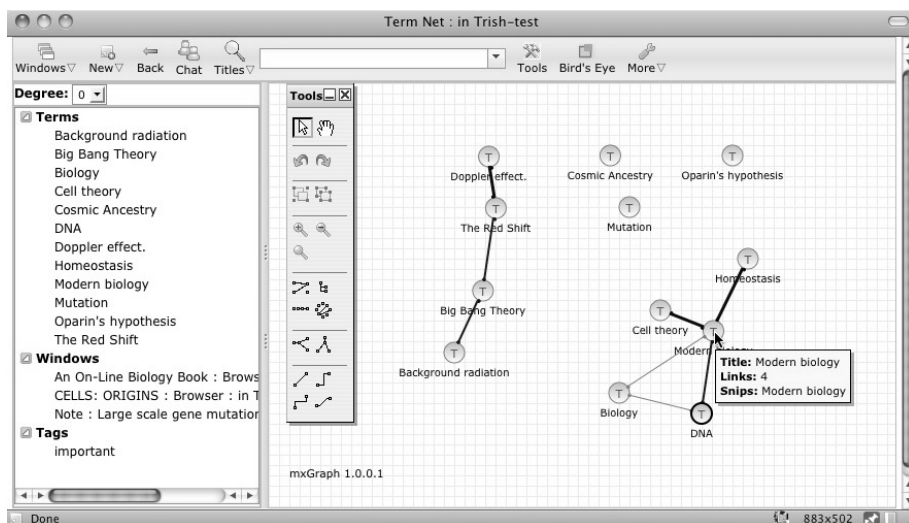 Term Net : in Trish-test
Windows New Back Chat Titles Tools Bird's Eye More
Degree: 0
Terms
Background radiation
Big Bang Theory
Biology
Cell theory
Cosmic Ancestry
DNA
Doppler effect.
Homeostasis
Modern biology
Mutation
Oparin's hypothesis
The Red Shift
Windows
An On-Line Biology Book : Brows
CELLS: ORIGINS : Browser : in T
Note : Large scale gene mutation
Tags
important
Tools
T
Doppler effect.
T
Cosmic Ancestry
T
Oparin's hypothesis
T
The Red Shift
T
Mutation
T
Homeostasis
T
Big Bang Theory
T
Cell theory
T
Modern biology
Title: Modern biology
Links: 4
Snips: Modern biology
T
Background radiation
T
Biology
T
DNA
mxGraph 1.0.0.1
Done
883x502